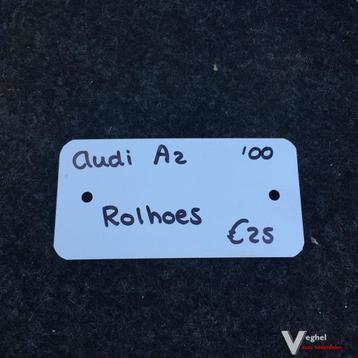 Audi A2 '00
Rolhoes
€25
Veghel